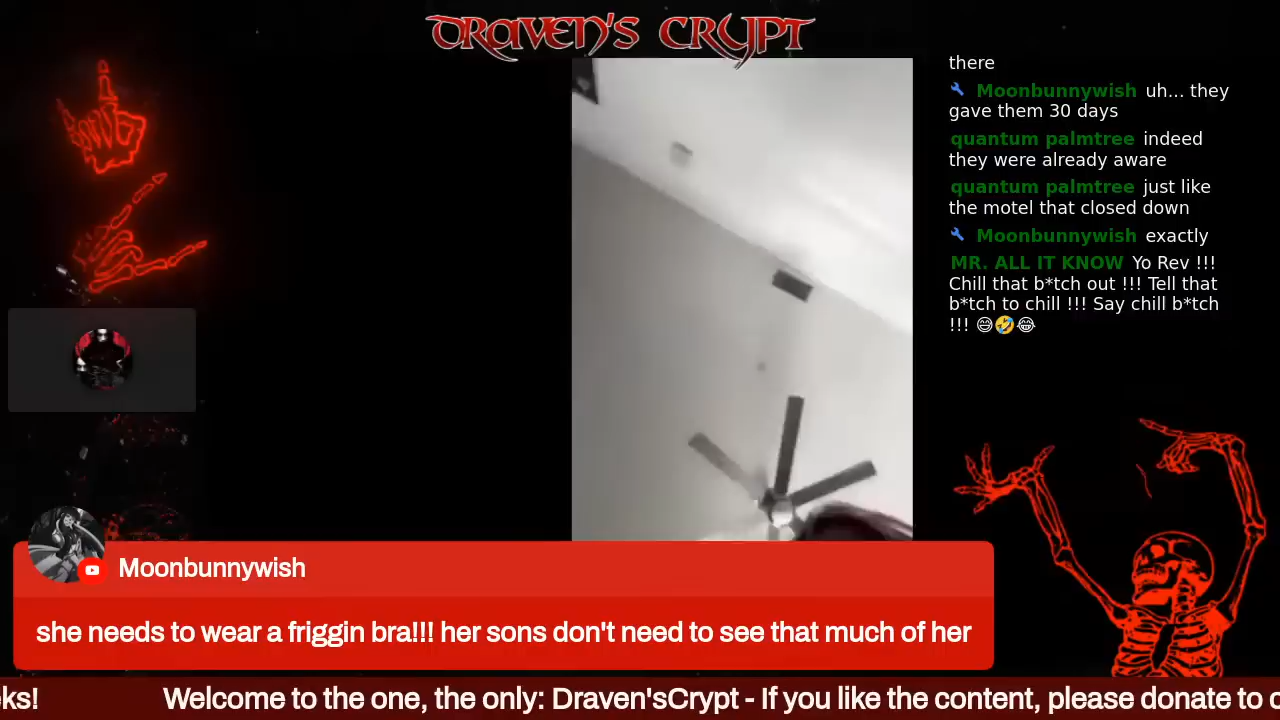 DRAVEN'S CRYPT
there
Moonbunnywish uh... they
gave them 30 days
quantum palmtree indeed
they were already aware
quantum palmtree just like
the motel that closed down
Moonbunnywish exactly
MR. ALL IT KNOW Yo Rev !!!
Chill that b*tch out !!! Tell that
b*tch to chill !!! Say chill b*tch
!!! 😄🤣😂
Moonbunnywish
she needs to wear a friggin bra!!! her sons don't need to see that much of her
ks! Welcome to the one, the only: Draven'sCrypt - If you like the content, please donate to